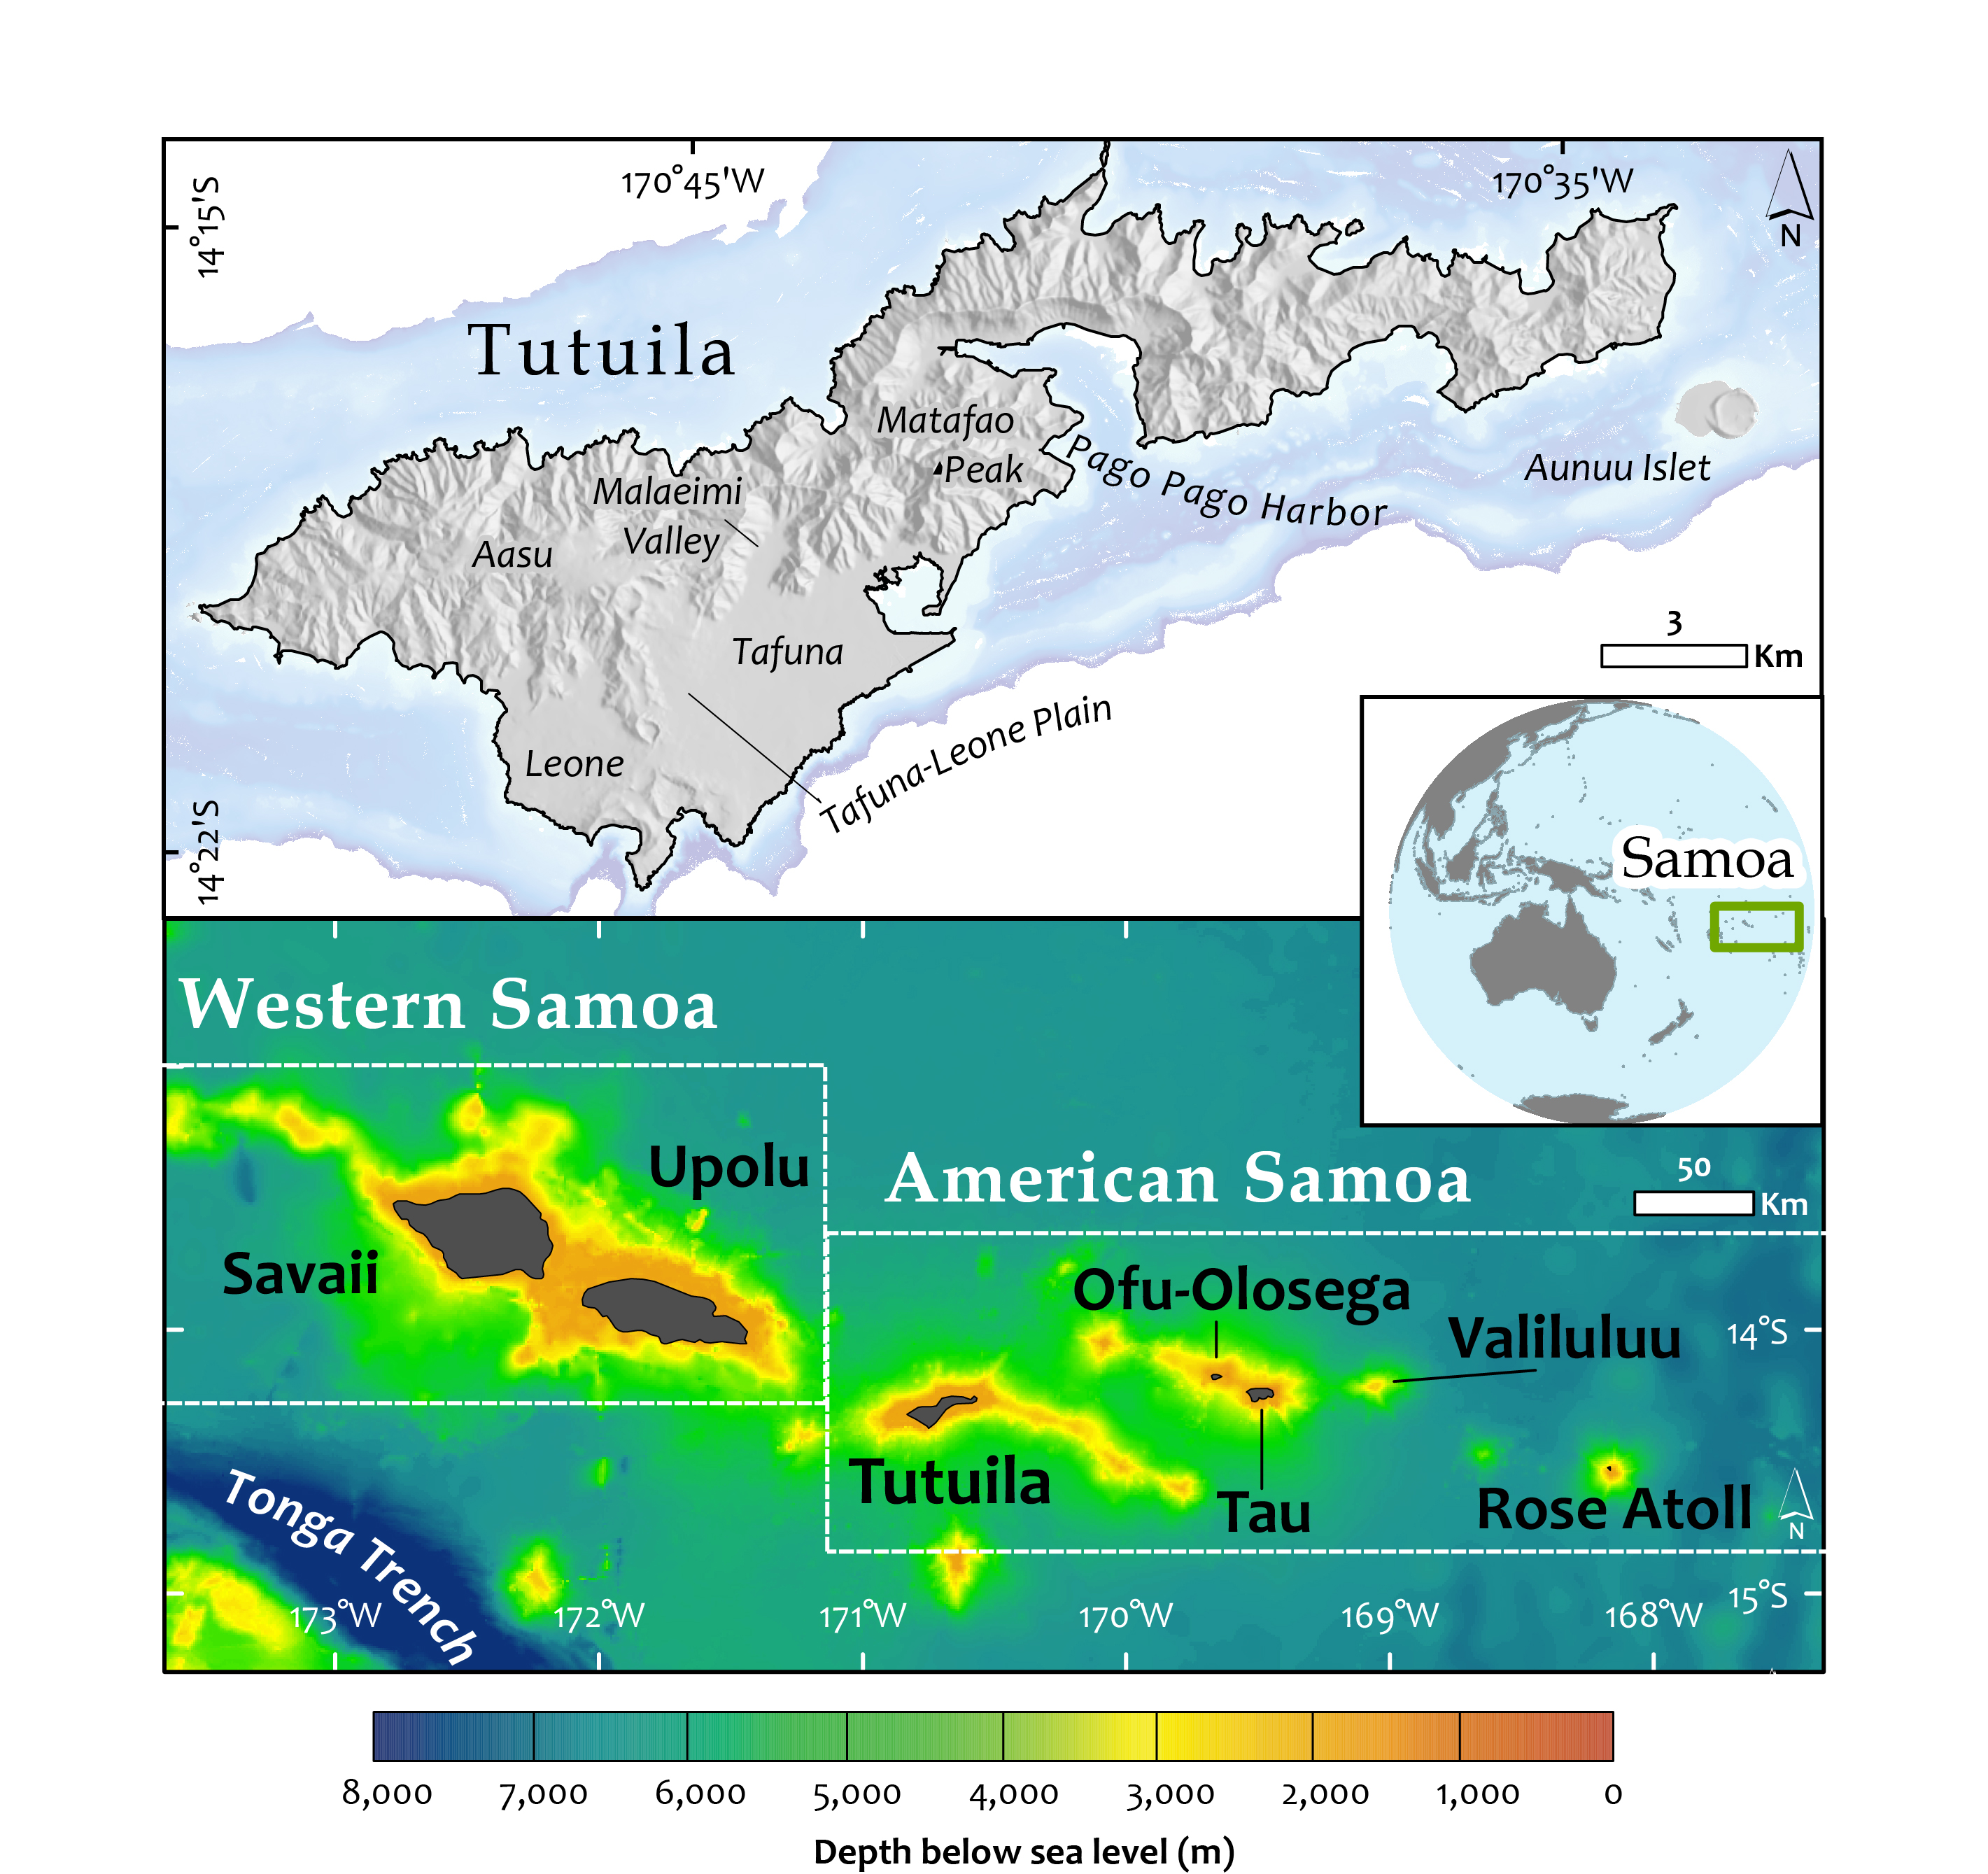 170°45'W
170°35'W
14°15'S
N
Tutuila
Matafao
Peak
Pago Pago Harbor
Aunuu Islet
Malaeimi
Valley
Aasu
3
Km
Tafuna
Tafuna-Leone Plain
Leone
14°22'S
Samoa
Western Samoa
Upolu
American Samoa
50
Km
Savaii
Ofu-Olosega
Valiluluu
14°S
Tutuila
Tau
Rose Atoll
N
Tonga Trench
173°W
172°W
171°W
170°W
169°W
168°W
15°S
8,000
7,000
6,000
5,000
4,000
3,000
2,000
1,000
0
Depth below sea level (m)